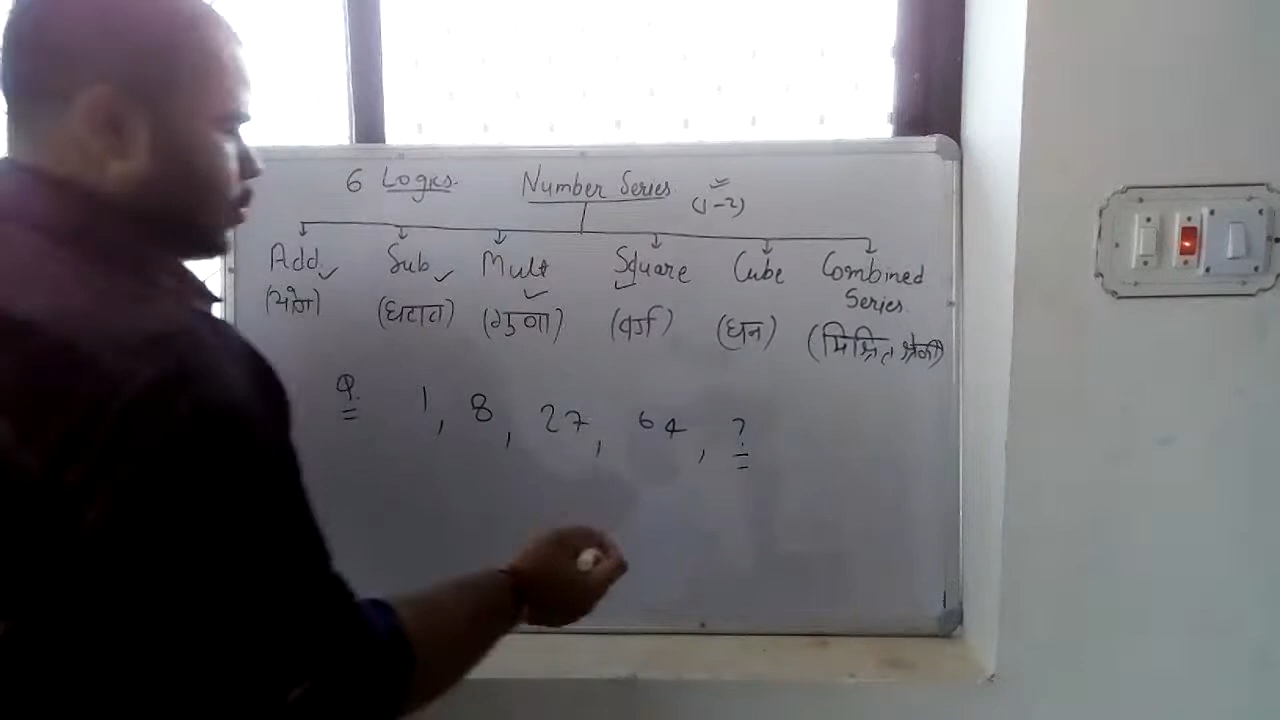 6 Logics. Number Series (1-2)
Add Sub Mult Square Cube Combined Series.
(योग) (घटाव) (गुणा) (वर्ग) (घन) (मिश्रित श्रेणी)
Q. 1, 8, 27, 64, ?